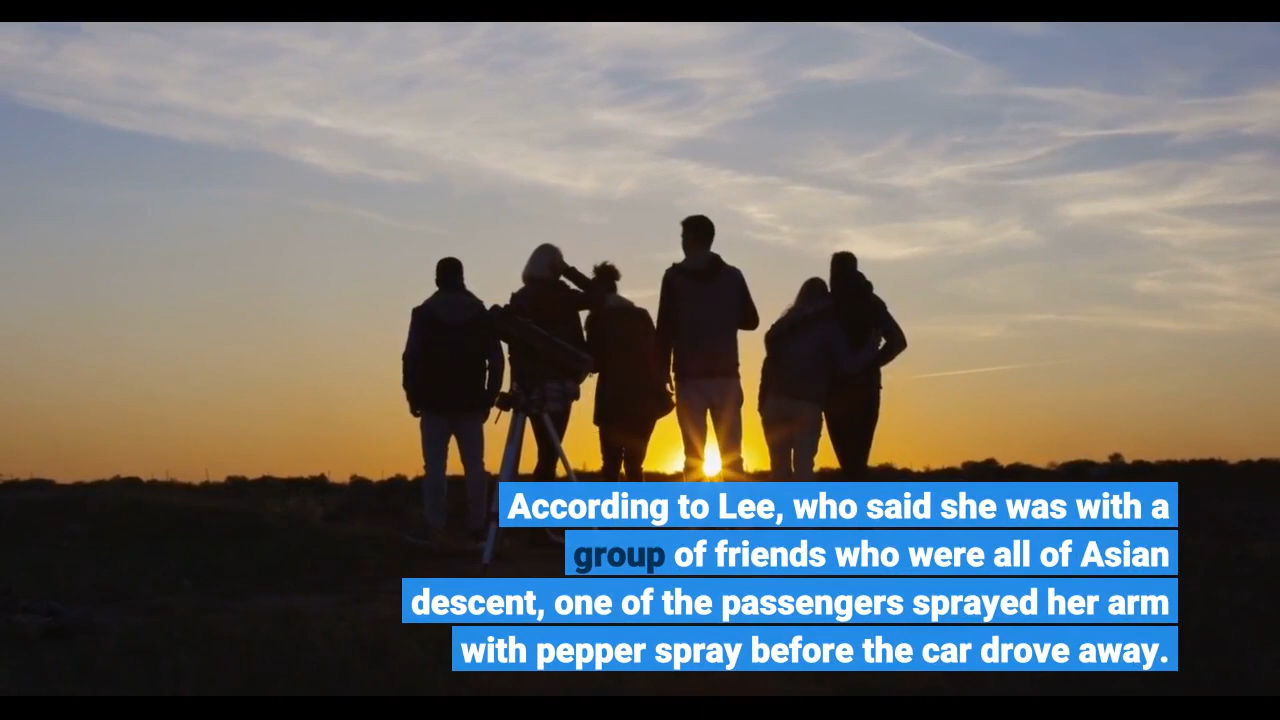 According to Lee, who said she was with a
group of friends who were all of Asian
descent, one of the passengers sprayed her arm
with pepper spray before the car drove away.